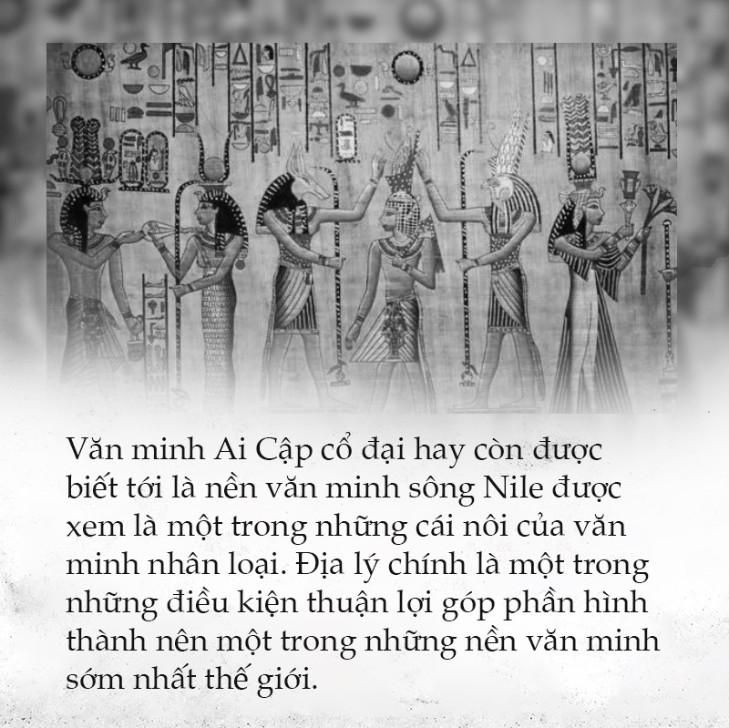 Văn minh Ai Cập cổ đại hay còn được
biết tới là nền văn minh sông Nile được
xem là một trong những cái nôi của văn
minh nhân loại. Địa lý chính là một trong
những điều kiện thuận lợi góp phần hình
thành nên một trong những nền văn minh
sớm nhất thế giới.